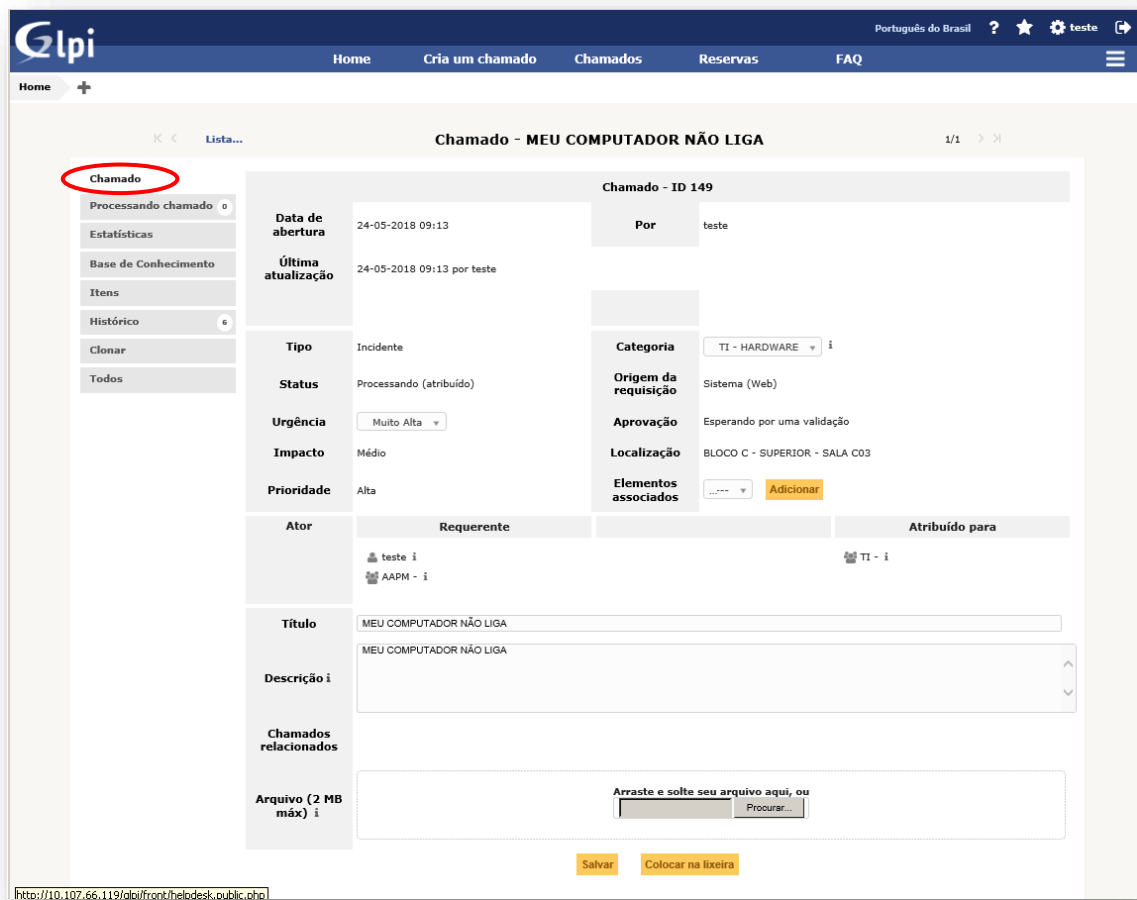 Glpi
Português do Brasil ? teste
Home Cria um chamado Chamados Reservas FAQ
Home
Lista... Chamado - MEU COMPUTADOR NÃO LIGA 1/1
Chamado
Processando chamado 0
Estatísticas
Base de Conhecimento
Itens
Histórico 6
Clonar
Todos
Chamado - ID 149
Data de abertura 24-05-2018 09:13 Por teste
Última atualização 24-05-2018 09:13 por teste
Tipo Incidente Categoria TI - HARDWARE i
Status Processando (atribuído) Origem da requisição Sistema (Web)
Urgência Muito Alta Aprovação Esperando por uma validação
Impacto Médio Localização BLOCO C - SUPERIOR - SALA C03
Prioridade Alta Elementos associados ...--- Adicionar
Ator Requerente Atribuído para
teste i TI - i
AAPM - i
Título MEU COMPUTADOR NÃO LIGA
Descrição i MEU COMPUTADOR NÃO LIGA
Chamados relacionados
Arquivo (2 MB máx) i Arraste e solte seu arquivo aqui, ou
Procurar...
Salvar Colocar na lixeira
http://10.107.66.119/glpi/front/helpdesk.public.php